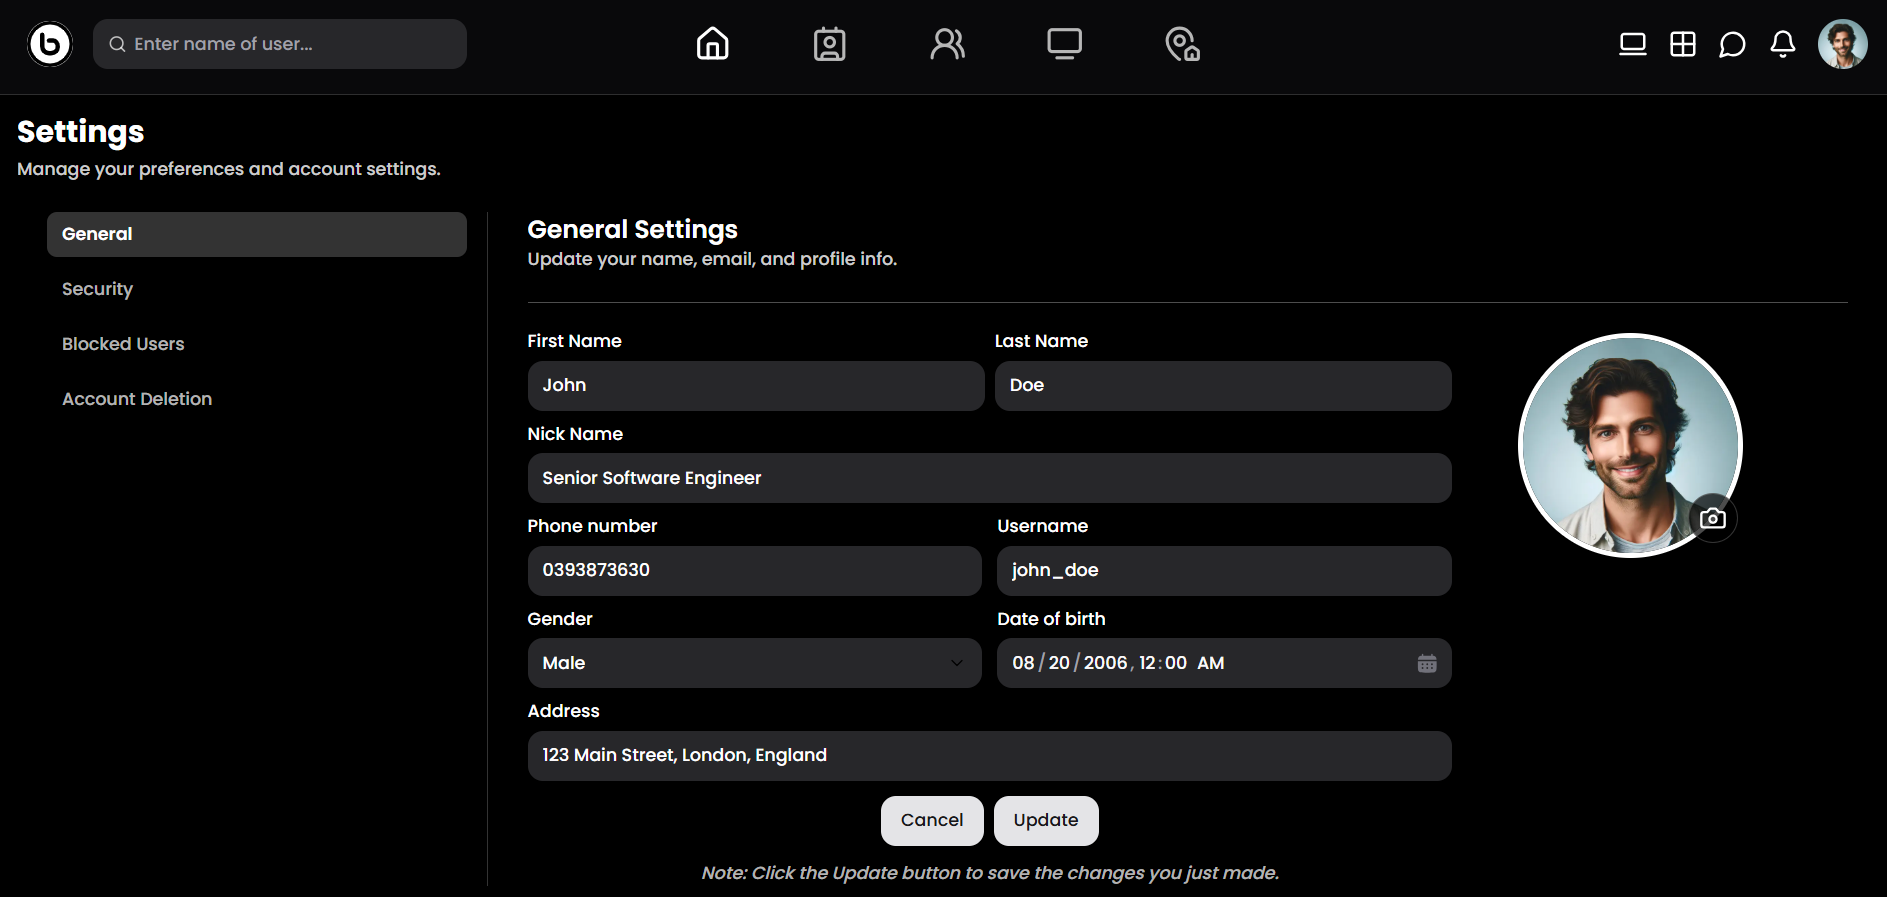 b
Enter name of user...
Settings
Manage your preferences and account settings.
General
Security
Blocked Users
Account Deletion
General Settings
Update your name, email, and profile info.
First Name
Last Name
John
Doe
Nick Name
Senior Software Engineer
Phone number
Username
0393873630
john_doe
Gender
Date of birth
Male
08/20/2006, 12:00 AM
Address
123 Main Street, London, England
Cancel
Update
Note: Click the Update button to save the changes you just made.